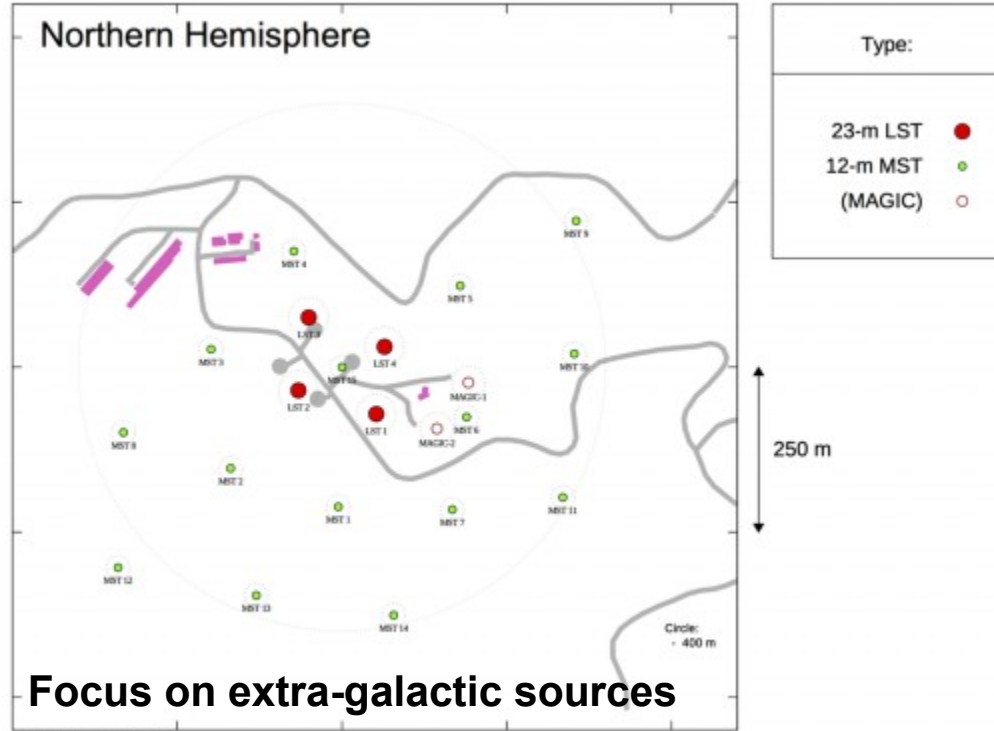 Northern Hemisphere
Type:
23-m LST
12-m MST
(MAGIC)
MST 9
MST 4
MST 5
LST 3
LST 4
MST 3
MST 15
MST 10
MAGIC-1
LST 2
LST 1
MAGIC-2
MST 6
MST 8
250 m
MST 2
MST 1
MST 7
MST 11
MST 12
MST 13
MST 14
Circle:
- 400 m
Focus on extra-galactic sources